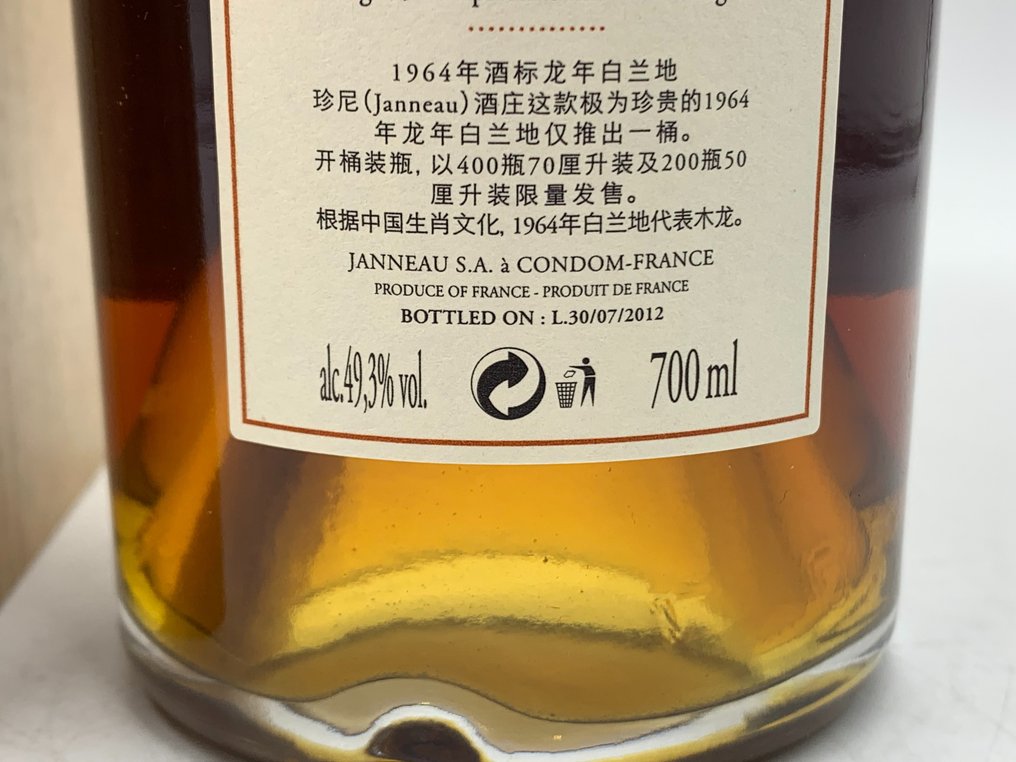 1964年酒标龙年白兰地
珍尼(Janneau)酒庄这款极为珍贵的1964
年龙年白兰地仅推出一桶。
开桶装瓶, 以400瓶70厘升装及200瓶50
厘升装限量发售。
根据中国生肖文化, 1964年白兰地代表木龙。
JANNEAU S.A. à CONDOM-FRANCE
PRODUCE OF FRANCE - PRODUIT DE FRANCE
BOTTLED ON : L.30/07/2012
alc.49,3% vol. 700 ml